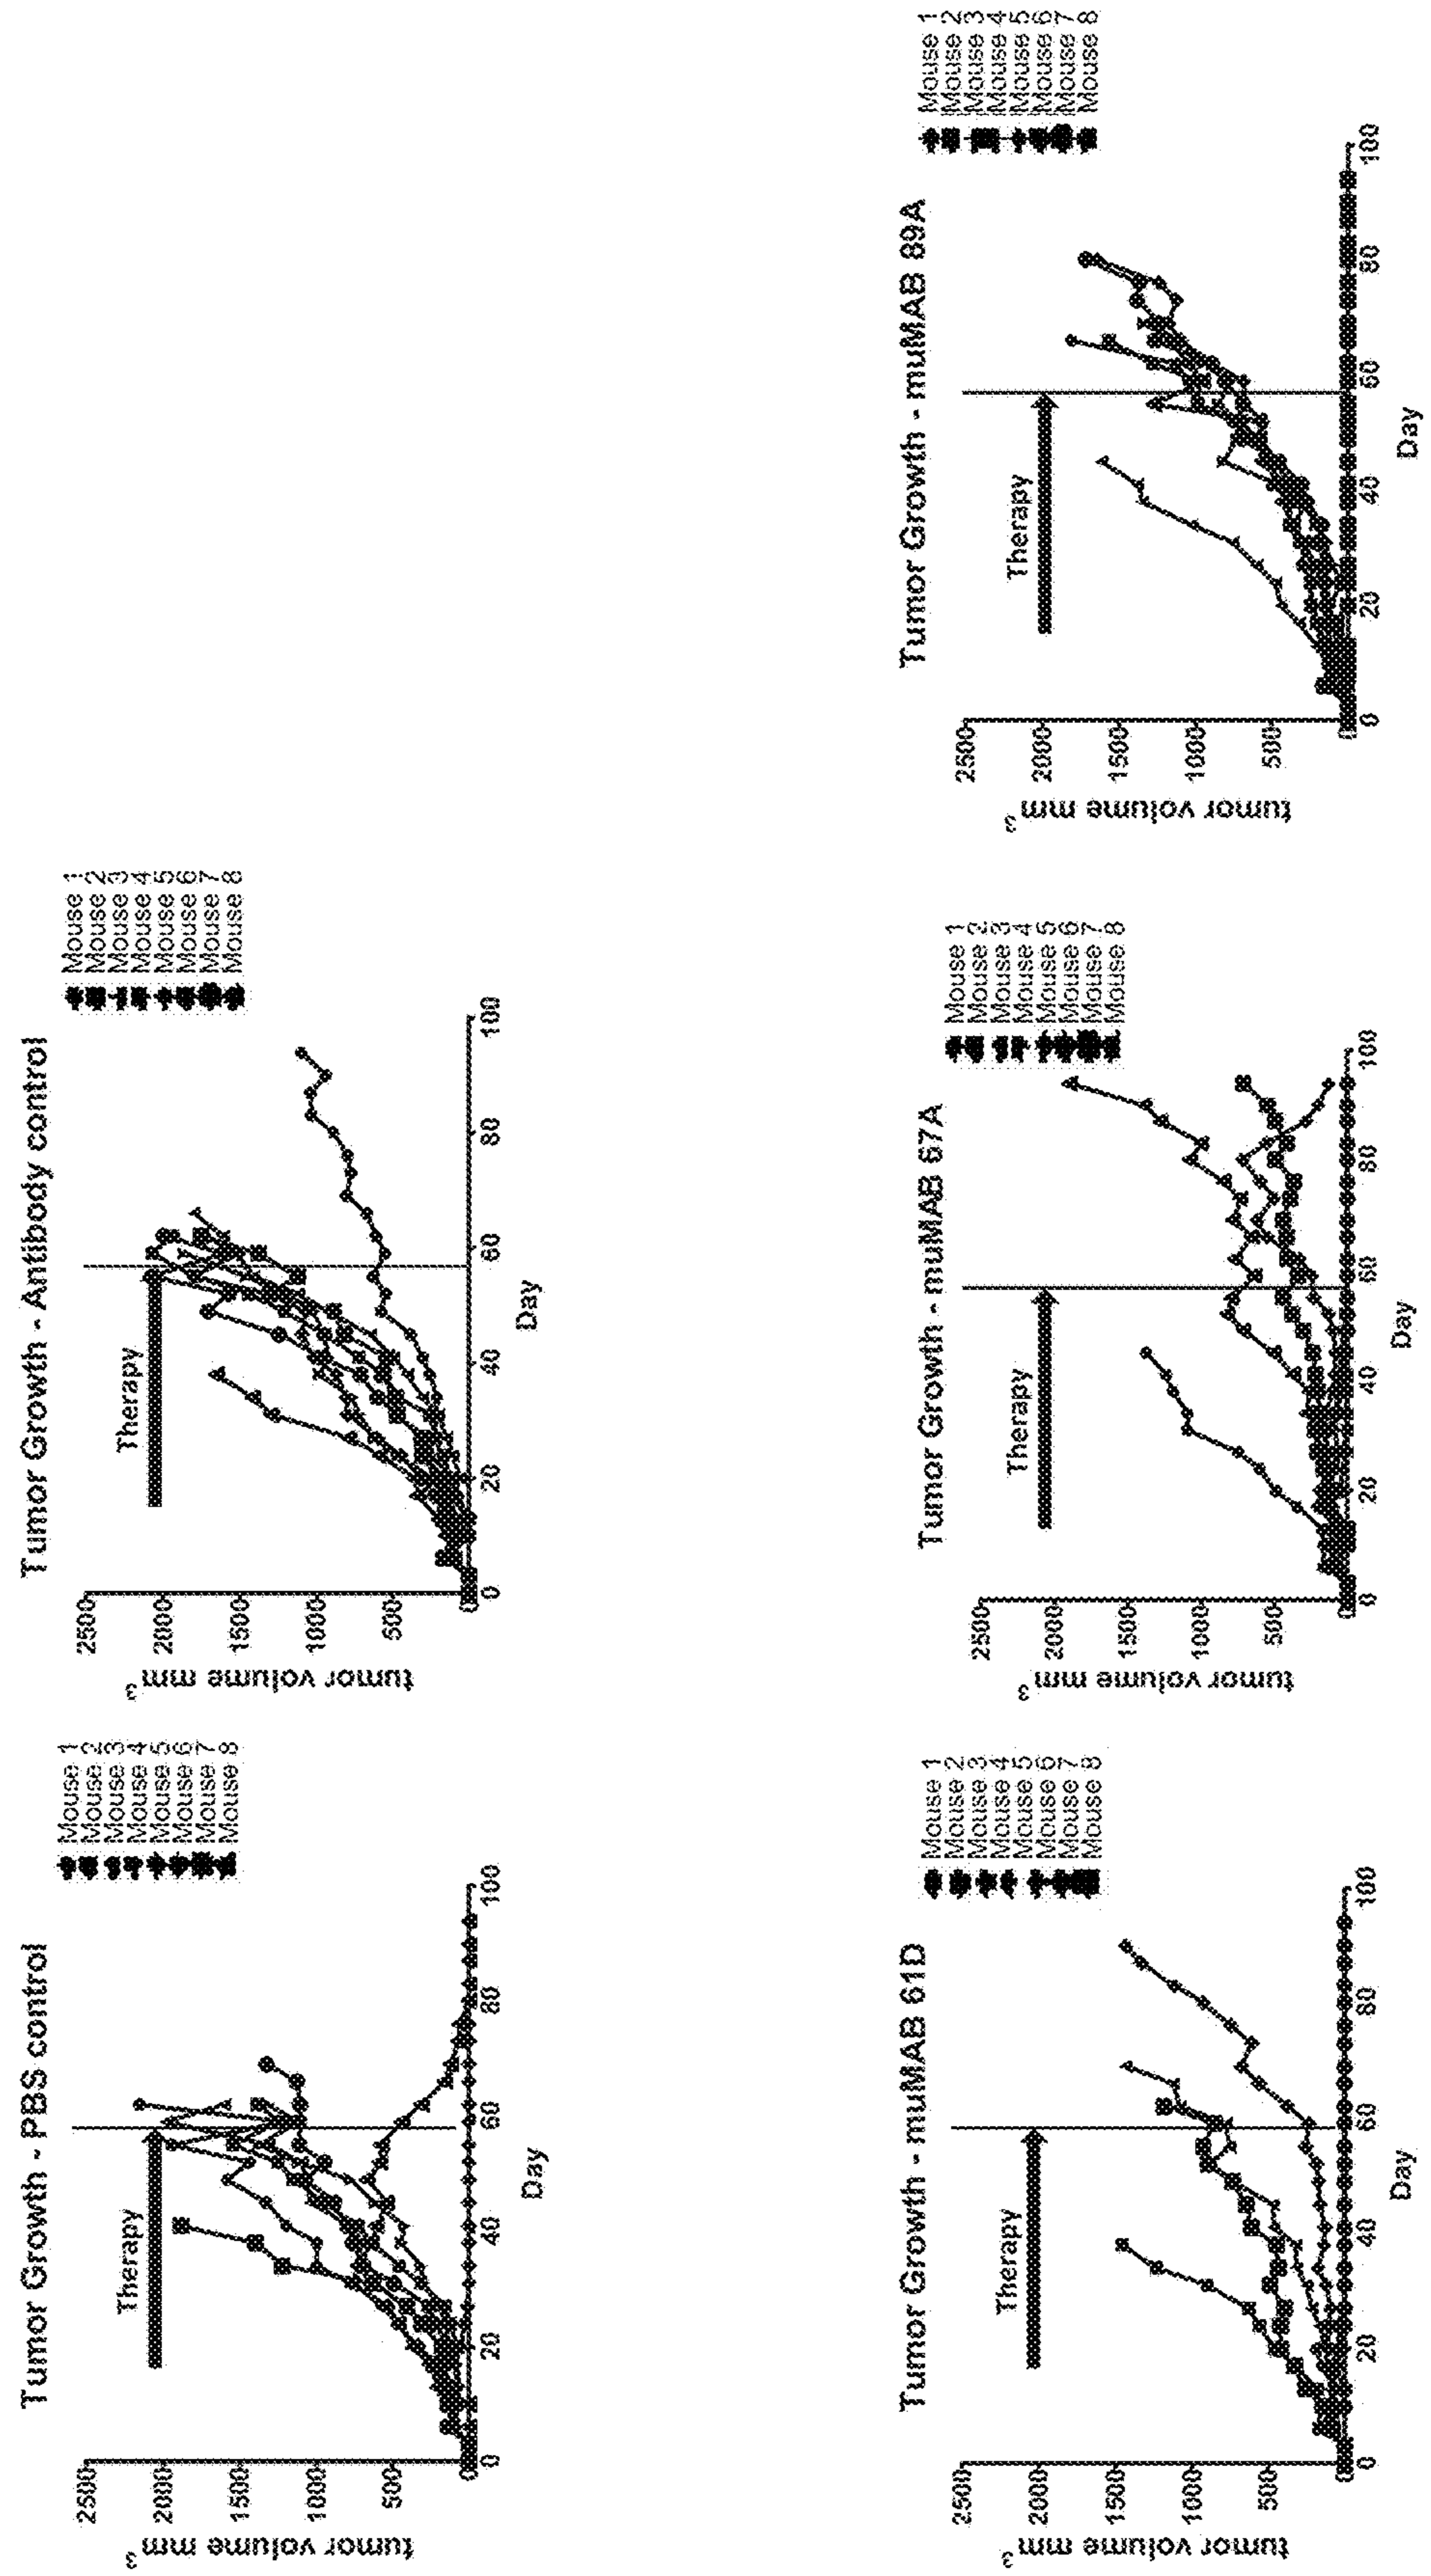 Tumor Growth - PBS control
Mouse 1
Mouse 2
Mouse 3
Mouse 4
Mouse 5
Mouse 6
Mouse 7
Mouse 8
Therapy
tumor volume mm3
2500
2000
1500
1000
500
0
0 20 40 60 80 100
Day
Tumor Growth - Antibody control
Mouse 1
Mouse 2
Mouse 3
Mouse 4
Mouse 5
Mouse 6
Mouse 7
Mouse 8
Therapy
tumor volume mm3
2500
2000
1500
1000
500
0
0 20 40 60 80 100
Day
Tumor Growth - muMAB 61D
Mouse 1
Mouse 2
Mouse 3
Mouse 4
Mouse 5
Mouse 6
Mouse 7
Mouse 8
Therapy
tumor volume mm3
2500
2000
1500
1000
500
0
0 20 40 60 80 100
Day
Tumor Growth - muMAB 67A
Mouse 1
Mouse 2
Mouse 3
Mouse 4
Mouse 5
Mouse 6
Mouse 7
Mouse 8
Therapy
tumor volume mm3
2500
2000
1500
1000
500
0
0 20 40 60 80 100
Day
Tumor Growth - muMAB 89A
Mouse 1
Mouse 2
Mouse 3
Mouse 4
Mouse 5
Mouse 6
Mouse 7
Mouse 8
Therapy
tumor volume mm3
2500
2000
1500
1000
500
0
0 20 40 60 80 100
Day